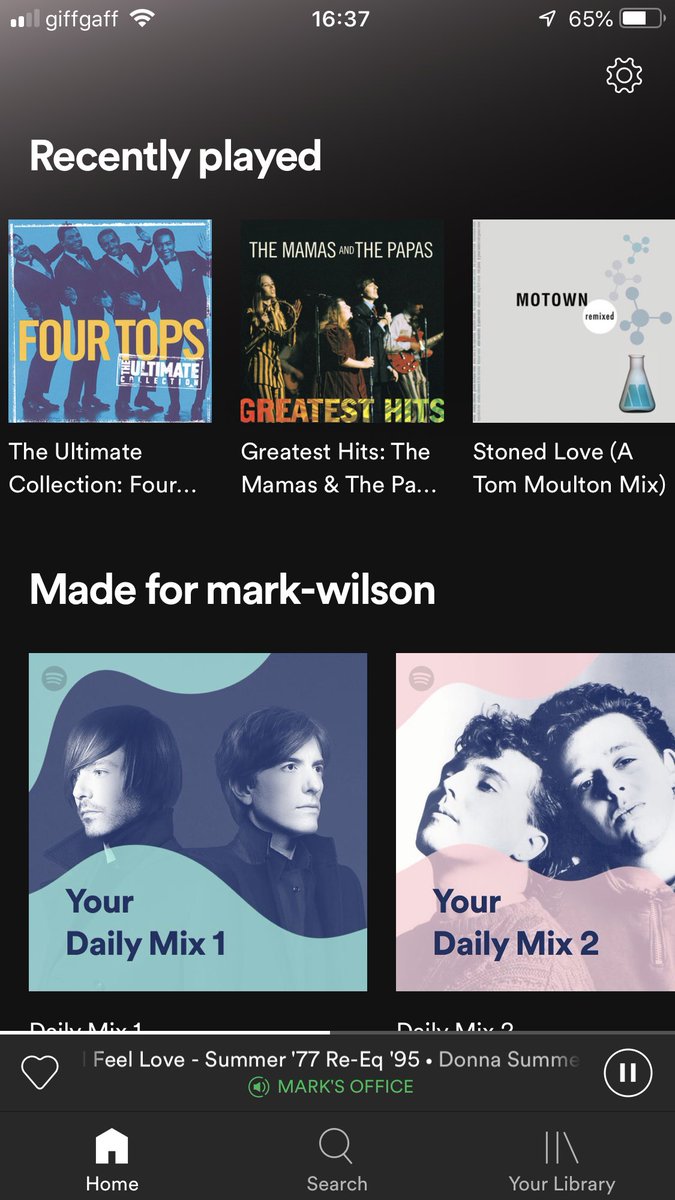 giffgaff 16:37 65%
Recently played
FOUR TOPS
THE ULTIMATE
COLLECTION
THE MAMAS AND THE PAPAS
GREATEST HITS
MOTOWN
remixed
The Ultimate
Collection: Four...
Greatest Hits: The
Mamas & The Pa...
Stoned Love (A
Tom Moulton Mix)
Made for mark-wilson
Your
Daily Mix 1
Your
Daily Mix 2
Daily Mix 1
Daily Mix 2
Feel Love - Summer '77 Re-Eq '95 • Donna Summe
MARK'S OFFICE
Home
Search
Your Library